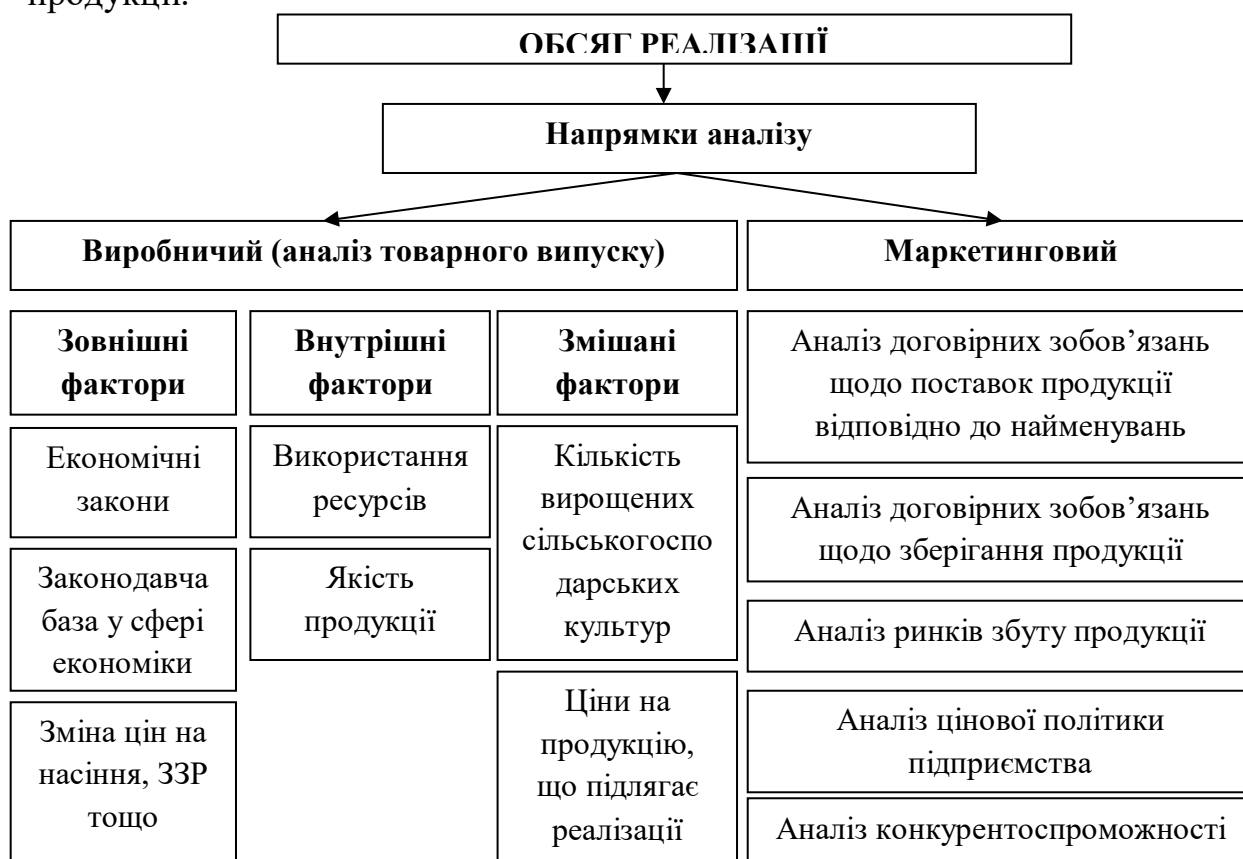 продукції.
ОБСЯГ РЕАЛІЗАЦІЇ
Напрямки аналізу
Виробничий (аналіз товарного випуску)
Маркетинговий
Зовнішні
фактори
Внутрішні
фактори
Змішані
фактори
Економічні
закони
Законодавча
база у сфері
економіки
Зміна цін на
насіння, ЗЗР
тощо
Використання
ресурсів
Якість
продукції
Кількість
вирощених
сільськогоспо
дарських
культур
Ціни на
продукцію,
що підлягає
реалізації
Аналіз договірних зобов’язань
щодо поставок продукції
відповідно до найменувань
Аналіз договірних зобов’язань
щодо зберігання продукції
Аналіз ринків збуту продукції
Аналіз цінової політики
підприємства
Аналіз конкурентоспроможності